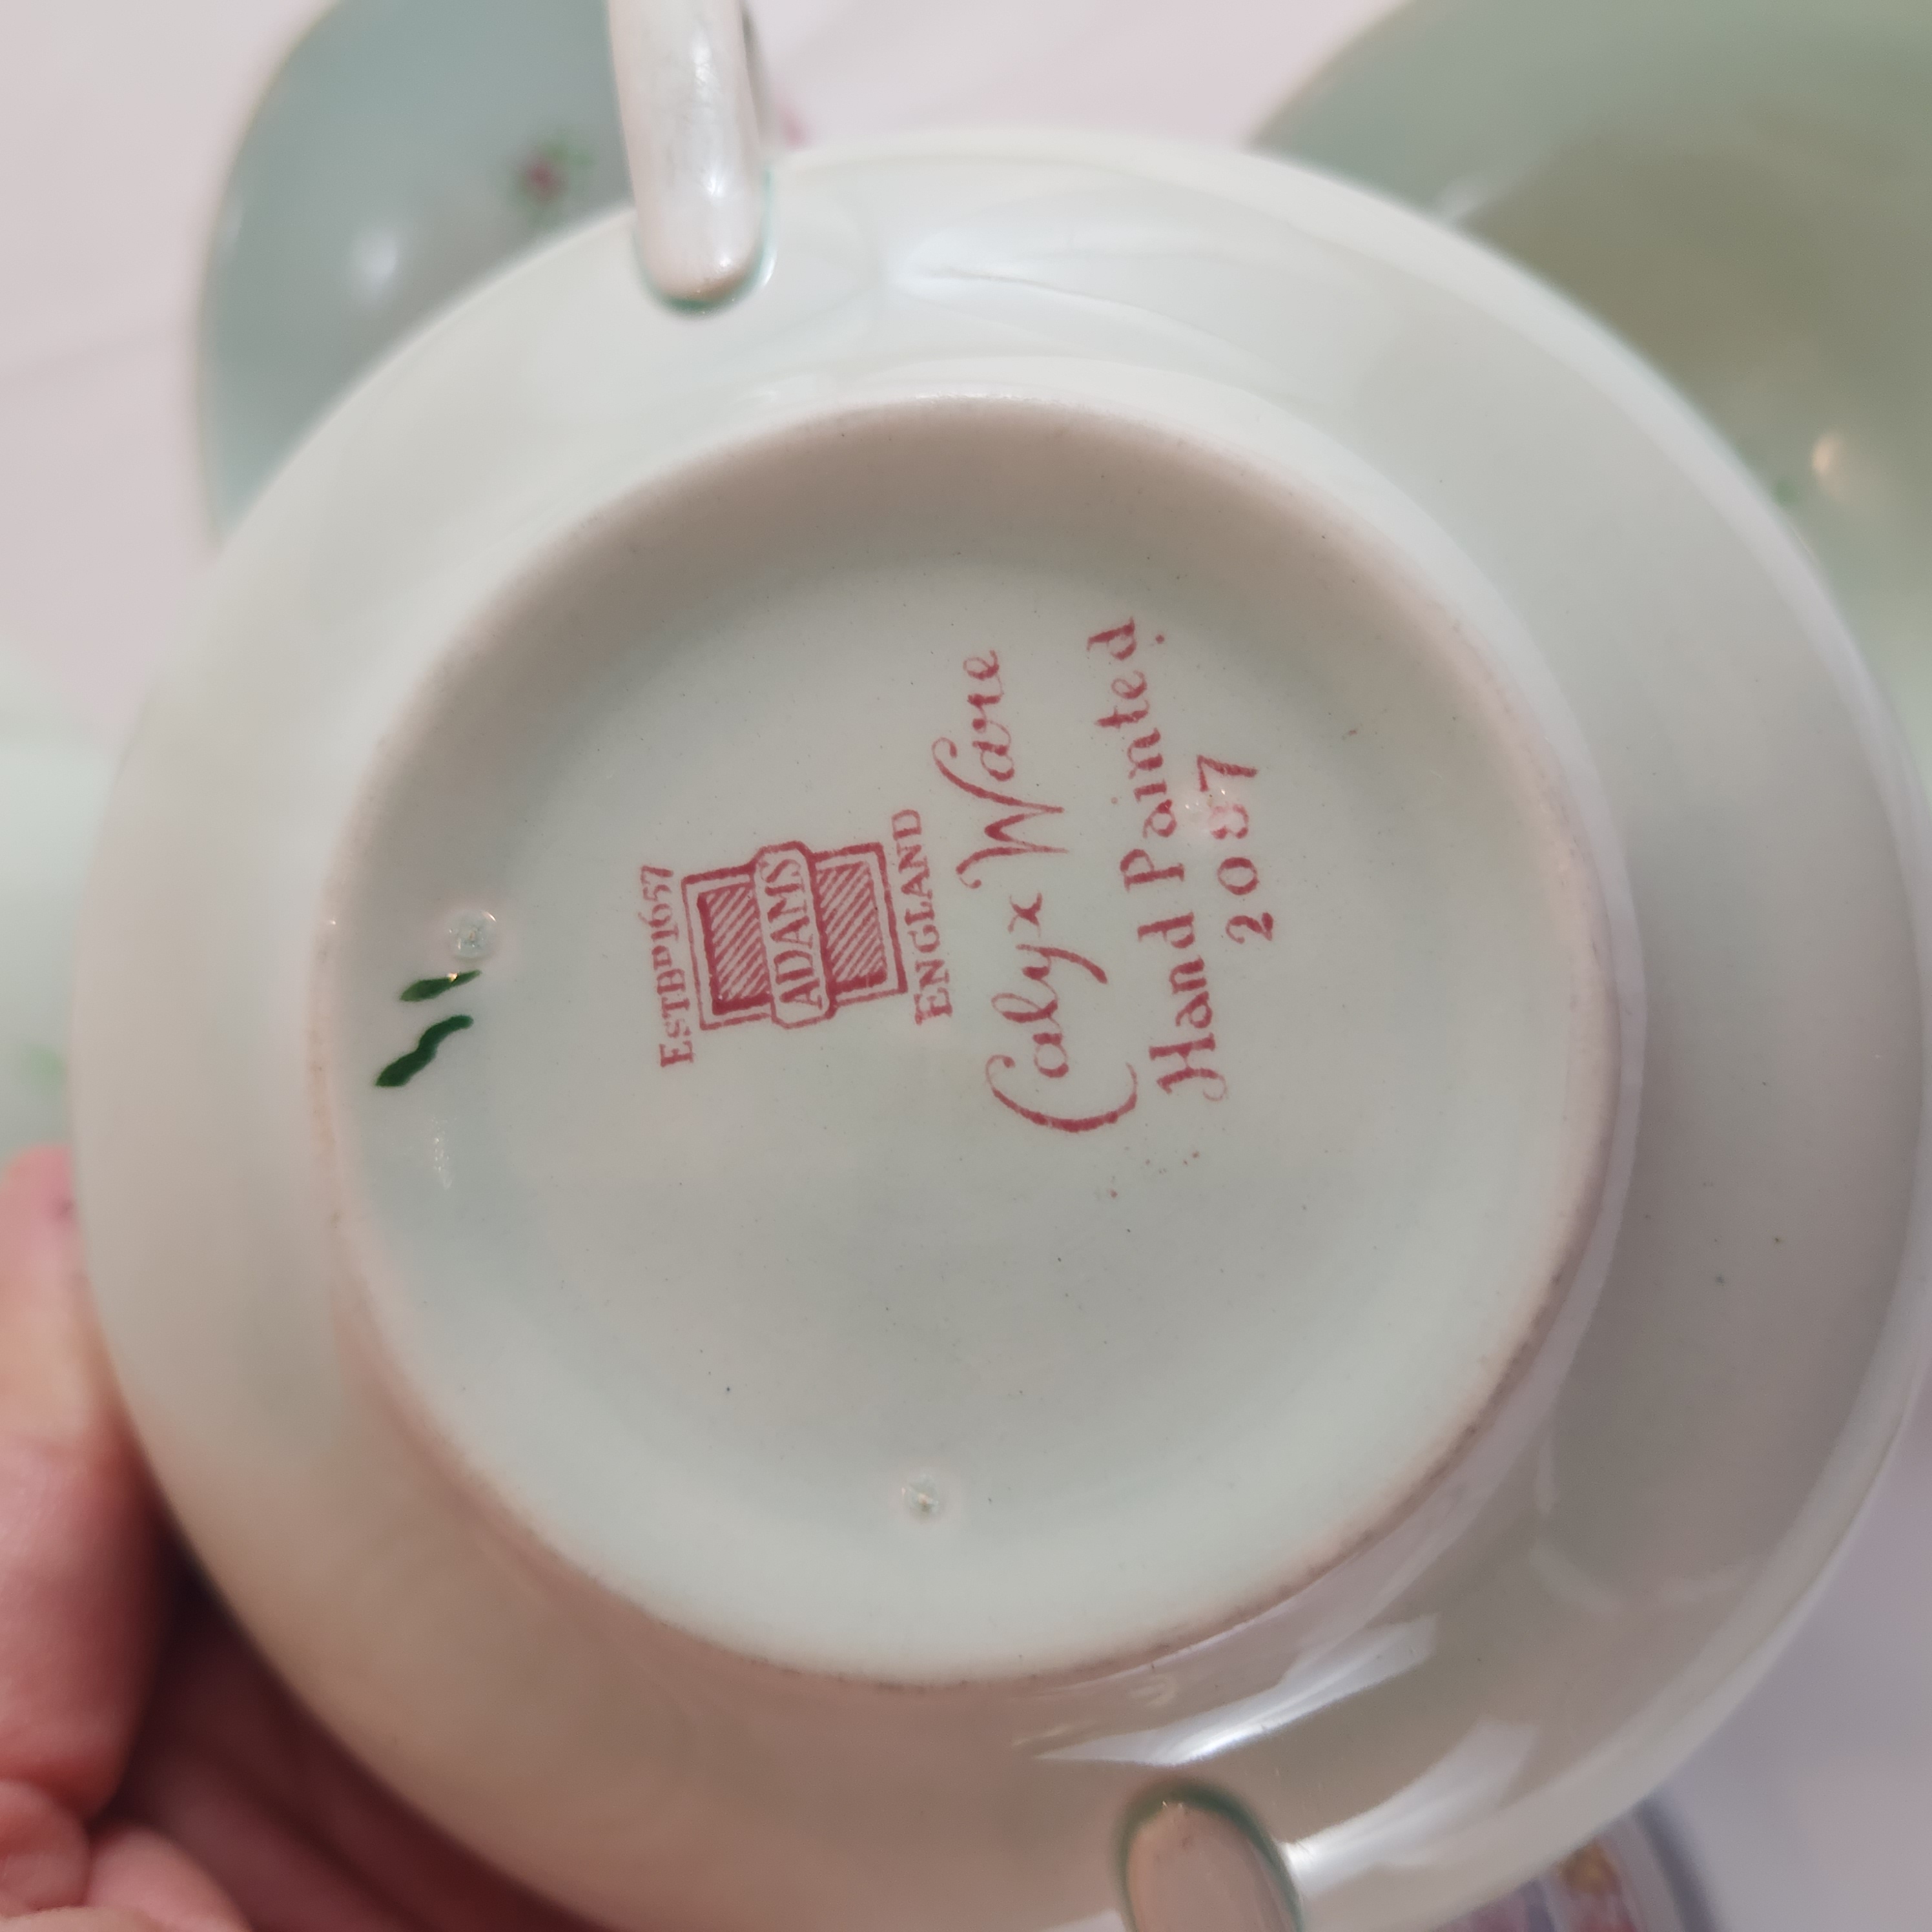 ESTBD 1657
ADAMS
ENGLAND
Calyx Ware
Hand Painted.
2087